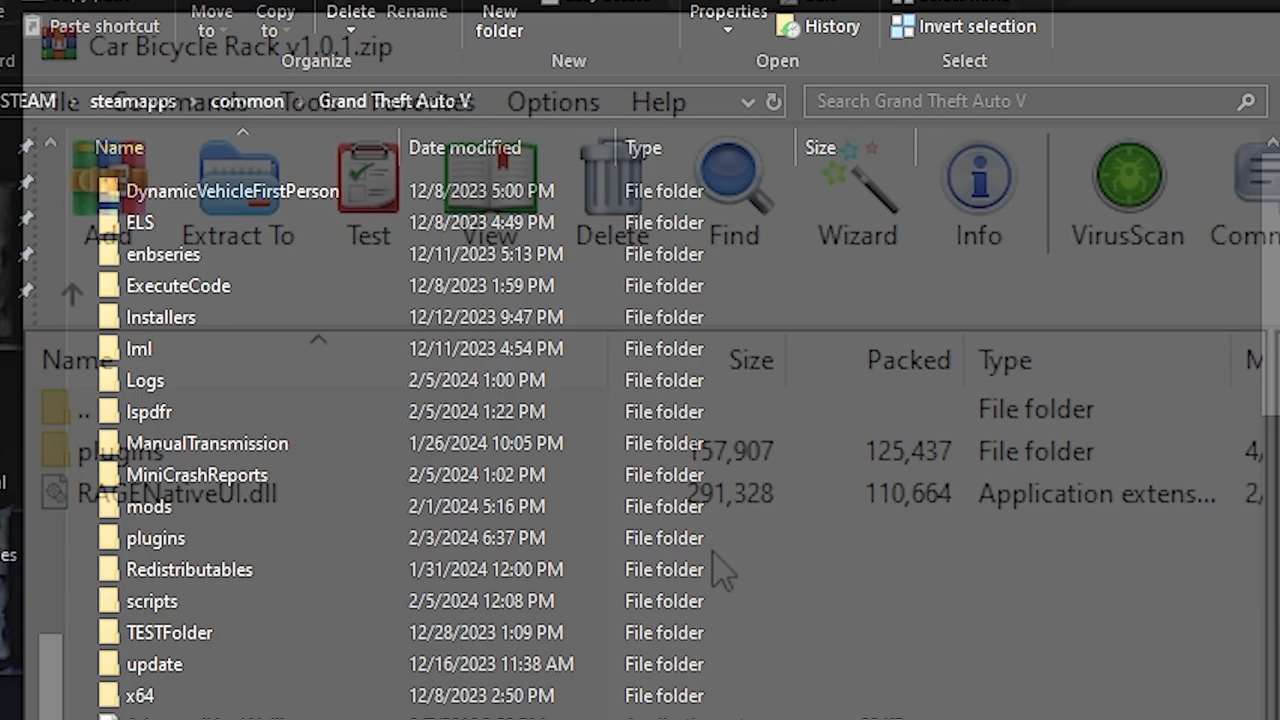 Paste shortcut
Move to
Copy to
Delete
Rename
New folder
Properties
History
Invert selection
Organize
New
Open
Select
Car Bicycle Rack v1.0.1.zip
STEAM steamapps common Grand Theft Auto V
Search Grand Theft Auto V
File Commands Tools Favorites Options Help
Add Extract To Test View Delete Find Wizard Info VirusScan
Name Date modified Type Size
DynamicVehicleFirstPerson 12/8/2023 5:00 PM File folder
ELS 12/8/2023 4:49 PM File folder
enbseries 12/11/2023 5:13 PM File folder
ExecuteCode 12/8/2023 1:59 PM File folder
Installers 12/12/2023 9:47 PM File folder
lml 12/11/2023 4:54 PM File folder
Logs 2/5/2024 1:00 PM File folder
lspdfr 2/5/2024 1:22 PM File folder
ManualTransmission 1/26/2024 10:05 PM File folder
MiniCrashReports 2/5/2024 1:02 PM File folder
mods 2/1/2024 5:16 PM File folder
plugins 2/3/2024 6:37 PM File folder
Redistributables 1/31/2024 12:00 PM File folder
scripts 2/5/2024 12:08 PM File folder
TESTFolder 12/28/2023 1:09 PM File folder
update 12/16/2023 11:38 AM File folder
x64 12/8/2023 2:50 PM File folder
Name Size Packed Type
.. File folder
plugins 157,907 125,437 File folder
RAGENativeUI.dll 291,328 110,664 Application extens...